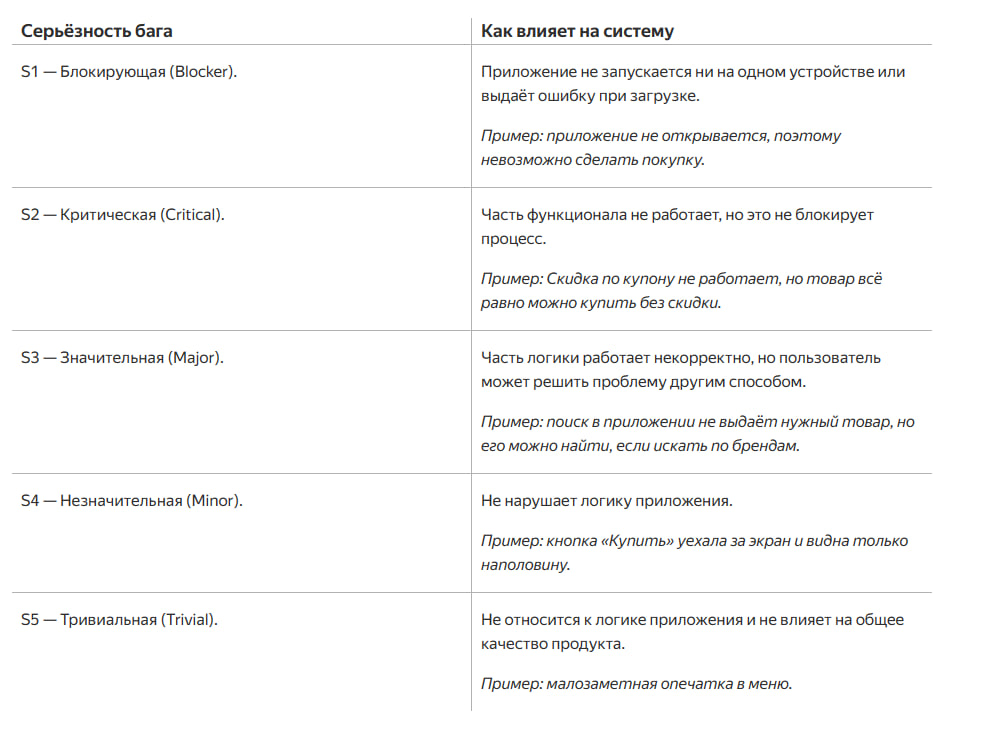 Серьёзность бага
Как влияет на систему
S1 — Блокирующая (Blocker).
Приложение не запускается ни на одном устройстве или
выдаёт ошибку при загрузке.
Пример: приложение не открывается, поэтому
невозможно сделать покупку.
S2 — Критическая (Critical).
Часть функционала не работает, но это не блокирует
процесс.
Пример: Скидка по купону не работает, но товар всё
равно можно купить без скидки.
S3 — Значительная (Major).
Часть логики работает некорректно, но пользователь
может решить проблему другим способом.
Пример: поиск в приложении не выдаёт нужный товар, но
его можно найти, если искать по брендам.
S4 — Незначительная (Minor).
Не нарушает логику приложения.
Пример: кнопка «Купить» уехала за экран и видна только
наполовину.
S5 — Тривиальная (Trivial).
Не относится к логике приложения и не влияет на общее
качество продукта.
Пример: малозаметная опечатка в меню.